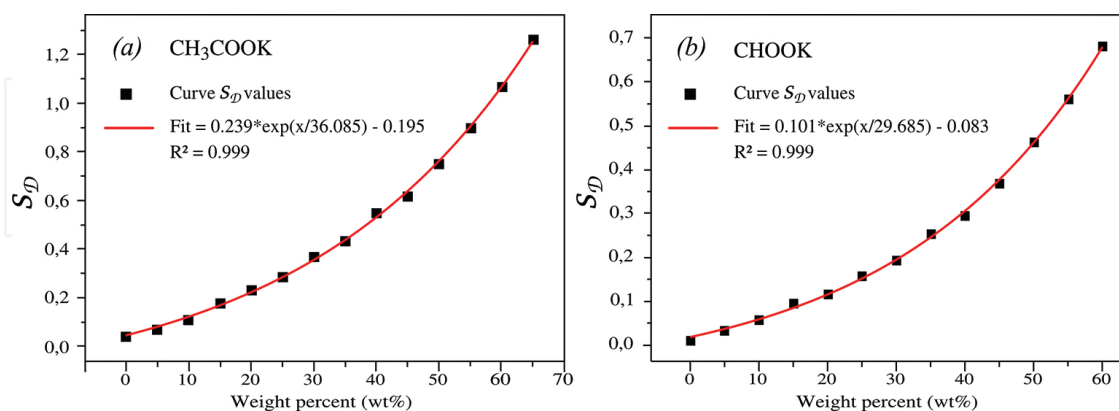 (a) CH₃COOK
Curve S_D values
Fit = 0.239*exp(x/36.085) - 0.195
R² = 0.999
S_D
1,2
1,0
0,8
0,6
0,4
0,2
0,0
0 10 20 30 40 50 60 70
Weight percent (wt%)
(b) CHOOK
Curve S_D values
Fit = 0.101*exp(x/29.685) - 0.083
R² = 0.999
S_D
0,7
0,6
0,5
0,4
0,3
0,2
0,1
0,0
0 10 20 30 40 50 60
Weight percent (wt%)